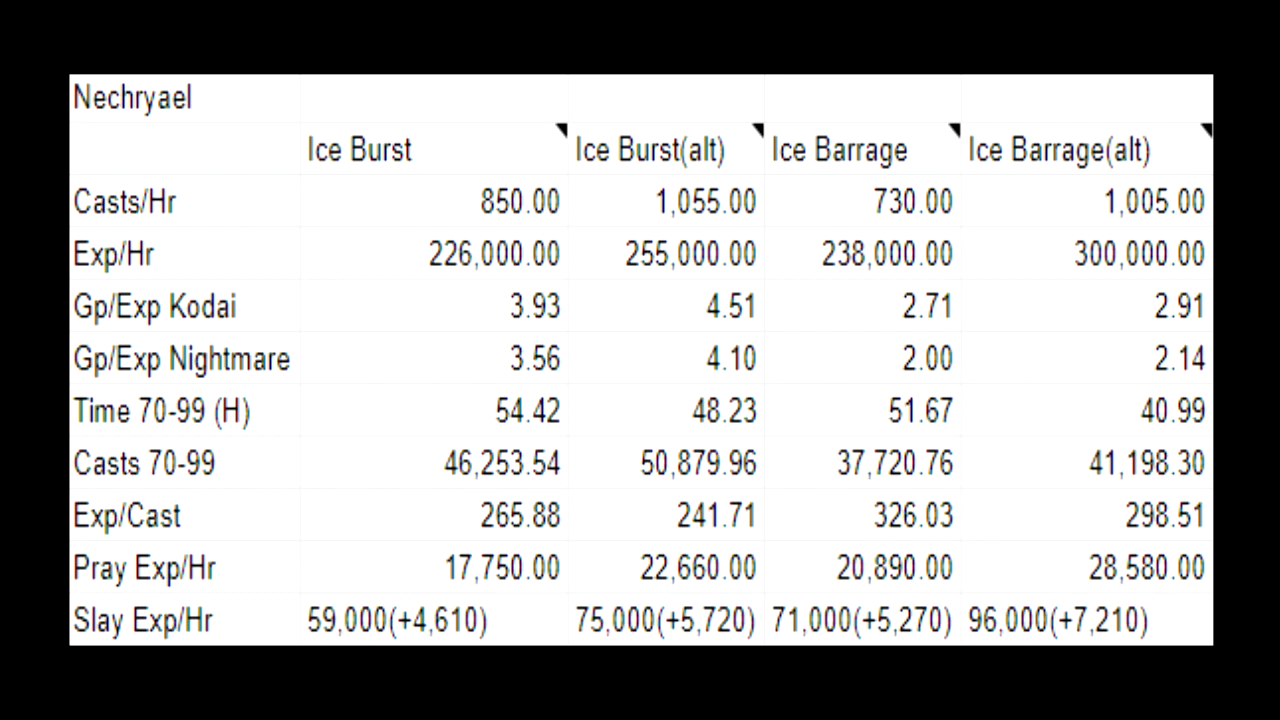 Nechryael
Ice Burst Ice Burst(alt) Ice Barrage Ice Barrage(alt)
Casts/Hr 850.00 1,055.00 730.00 1,005.00
Exp/Hr 226,000.00 255,000.00 238,000.00 300,000.00
Gp/Exp Kodai 3.93 4.51 2.71 2.91
Gp/Exp Nightmare 3.56 4.10 2.00 2.14
Time 70-99 (H) 54.42 48.23 51.67 40.99
Casts 70-99 46,253.54 50,879.96 37,720.76 41,198.30
Exp/Cast 265.88 241.71 326.03 298.51
Pray Exp/Hr 17,750.00 22,660.00 20,890.00 28,580.00
Slay Exp/Hr 59,000(+4,610) 75,000(+5,720) 71,000(+5,270) 96,000(+7,210)